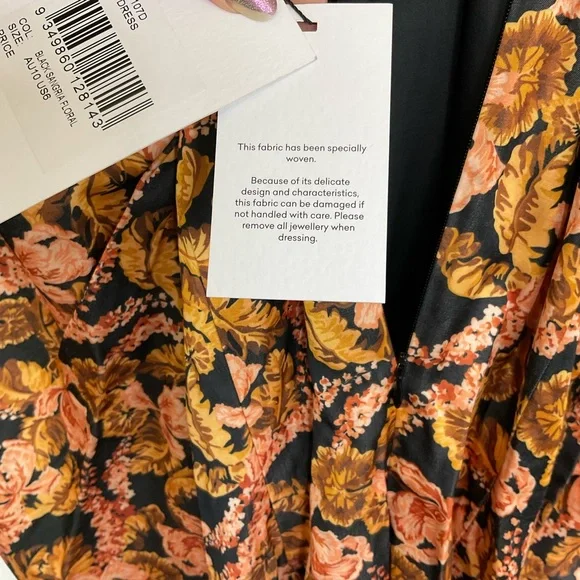 107D
DRESS
COL: BLACK SANGRIA FLORAL
SIZE: AU10 US6
PRICE
9 349860 128143
This fabric has been specially
woven.
Because of its delicate
design and characteristics,
this fabric can be damaged if
not handled with care. Please
remove all jewellery when
dressing.